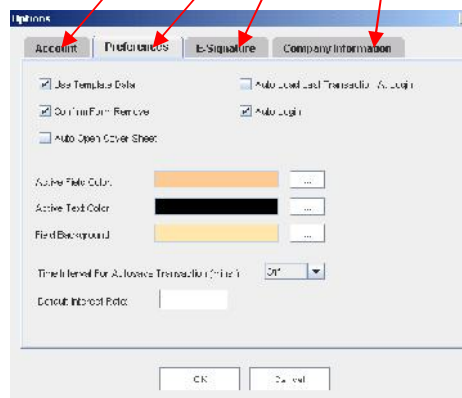 Options
Account Preferences E-Signature Company Information
Use Template Data Auto Load Last Transaction At Login
Confirm Form Remove Auto Login
Auto Open Cover Sheet
Active Field Color: ...
Active Text Color ...
Field Background ...
Time Interval For Autosave Transaction Off
Default Interest Rate:
OK Cancel